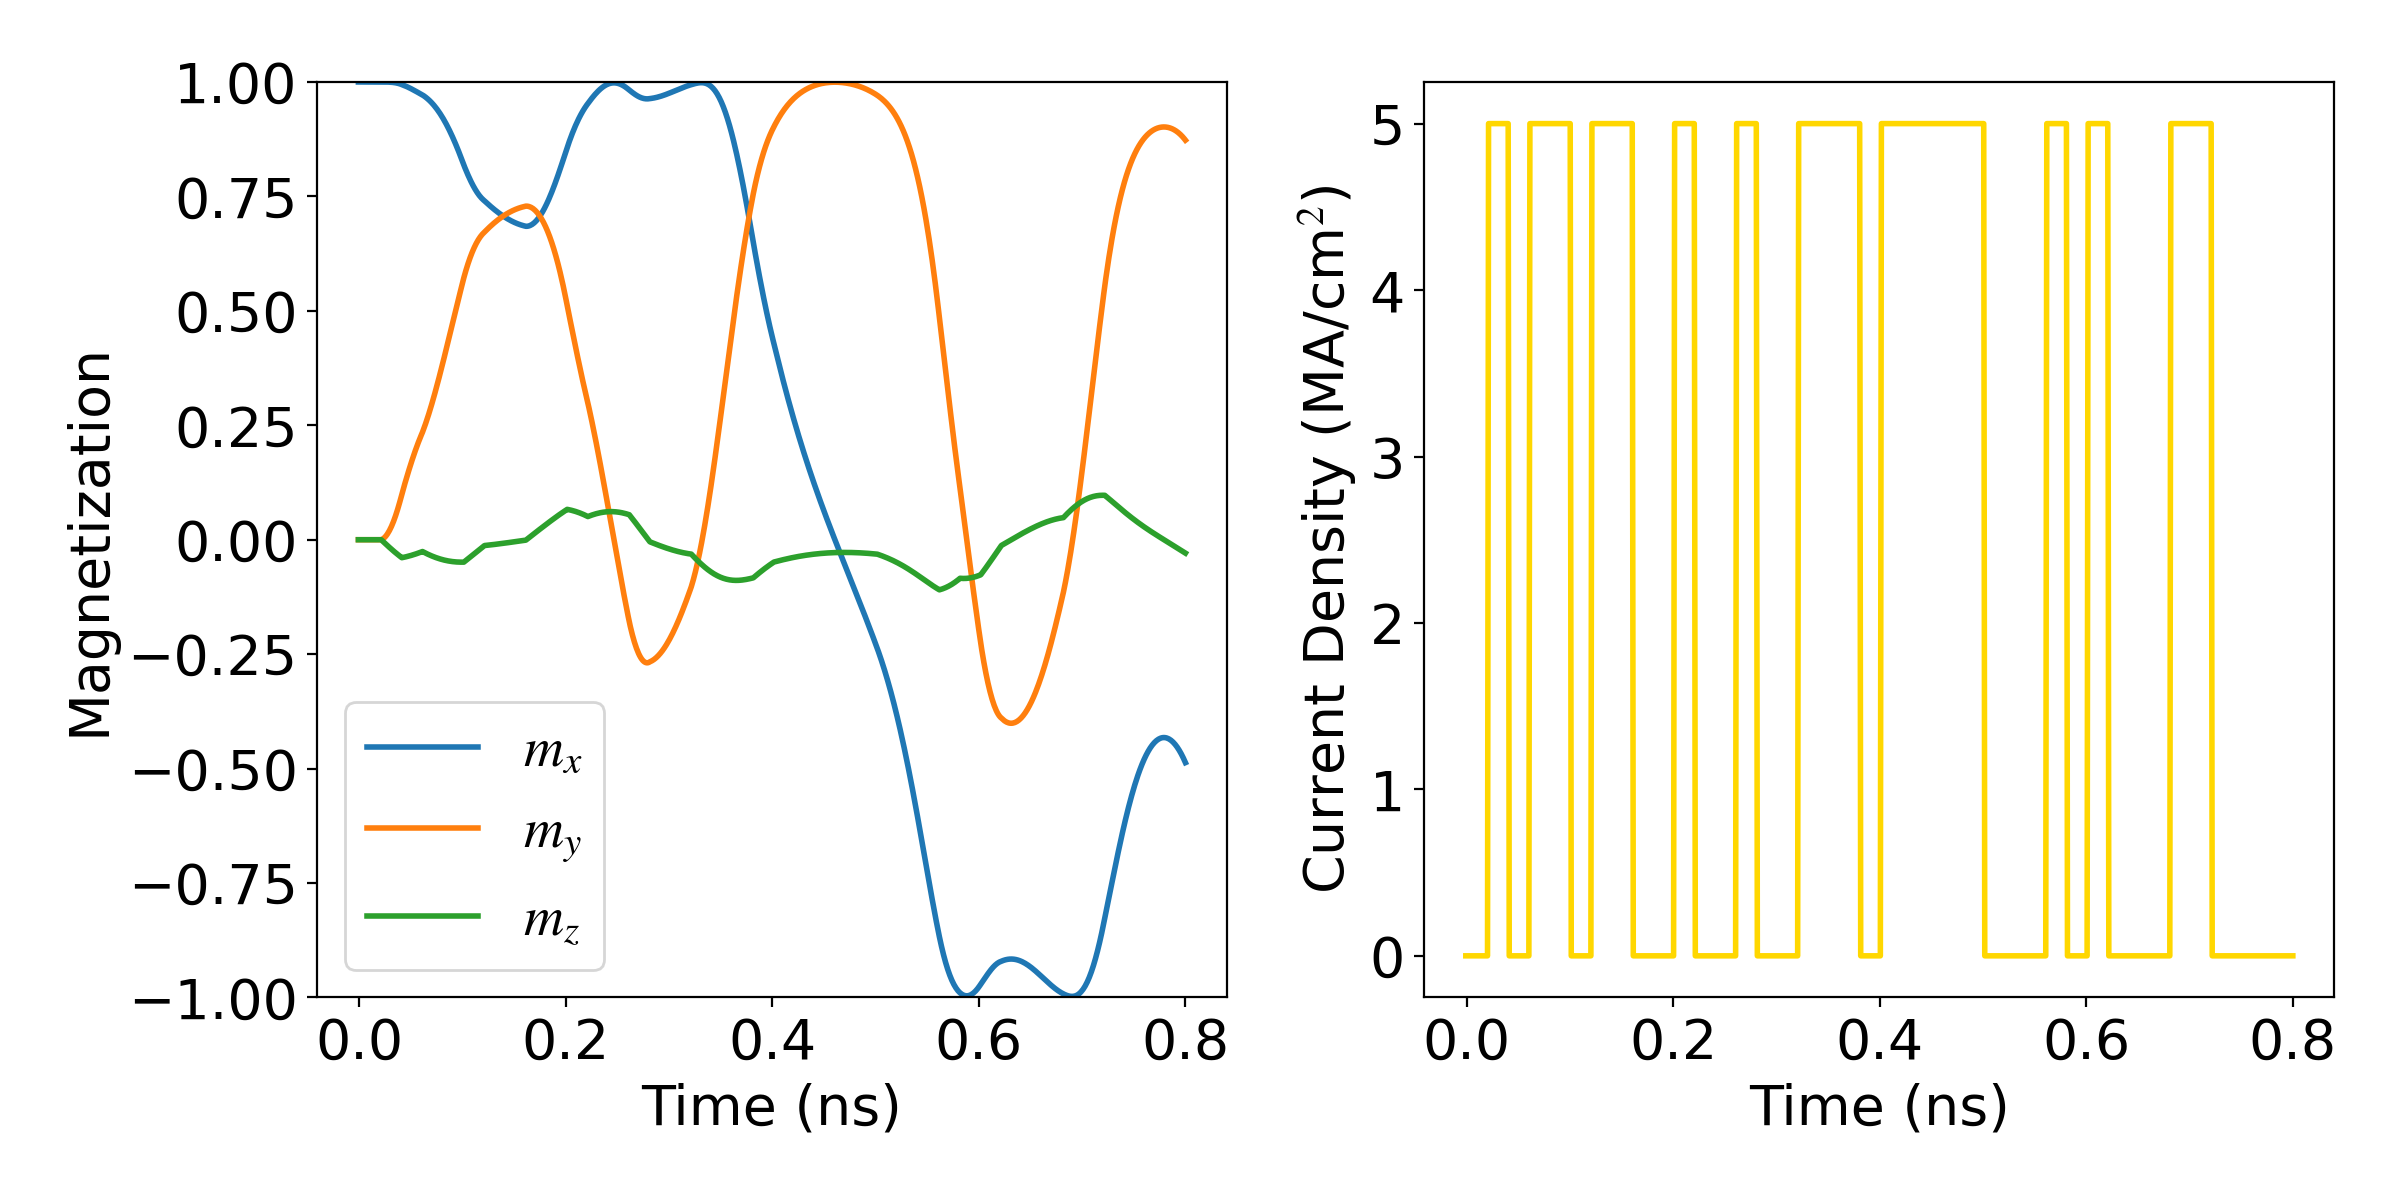 Magnetization
1.00
0.75
0.50
0.25
0.00
−0.25
−0.50
−0.75
−1.00
m_x
m_y
m_z
0.0 0.2 0.4 0.6 0.8
Time (ns)
Current Density (MA/cm²)
5
4
3
2
1
0
0.0 0.2 0.4 0.6 0.8
Time (ns)